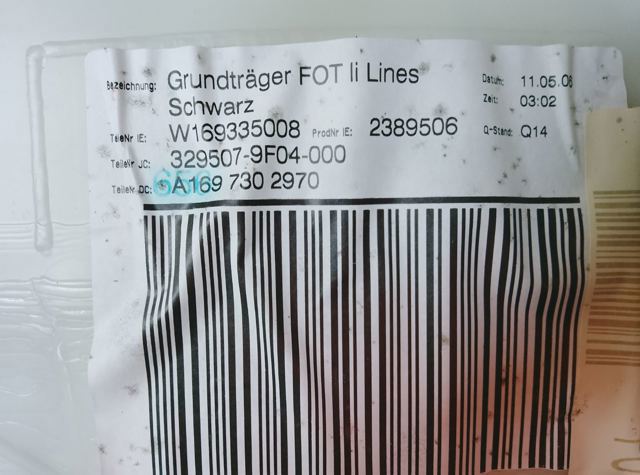 Bezeichnung: Grundträger FOT li Lines
Schwarz
Datum: 11.05.06
Zeit: 03:02
TeileNr IE: W169335008 ProdNr IE: 2389506 Q-Stand: Q14
TeileNr JC: 329507-9F04-000
TeileNr DC: A169 730 2970